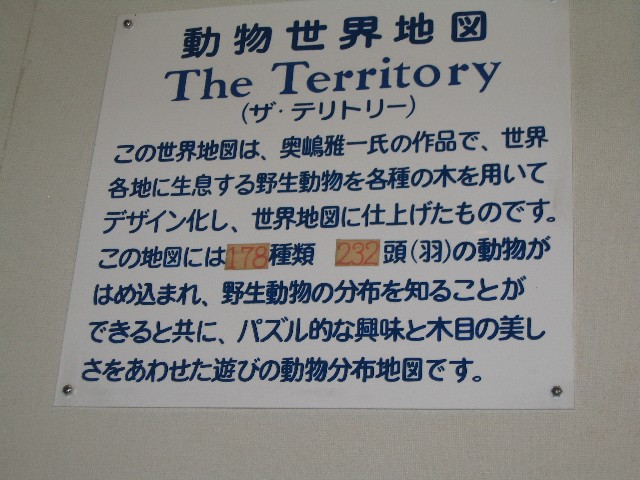 動物世界地図
The Territory
(ザ・テリトリー)
この世界地図は、奥嶋雅一氏の作品で、世界
各地に生息する野生動物を各種の木を用いて
デザイン化し、世界地図に仕上げたものです。
この地図には178種類 232頭(羽)の動物が
はめ込まれ、野生動物の分布を知ることが
できると共に、パズル的な興味と木目の美し
さをあわせた遊びの動物分布地図です。